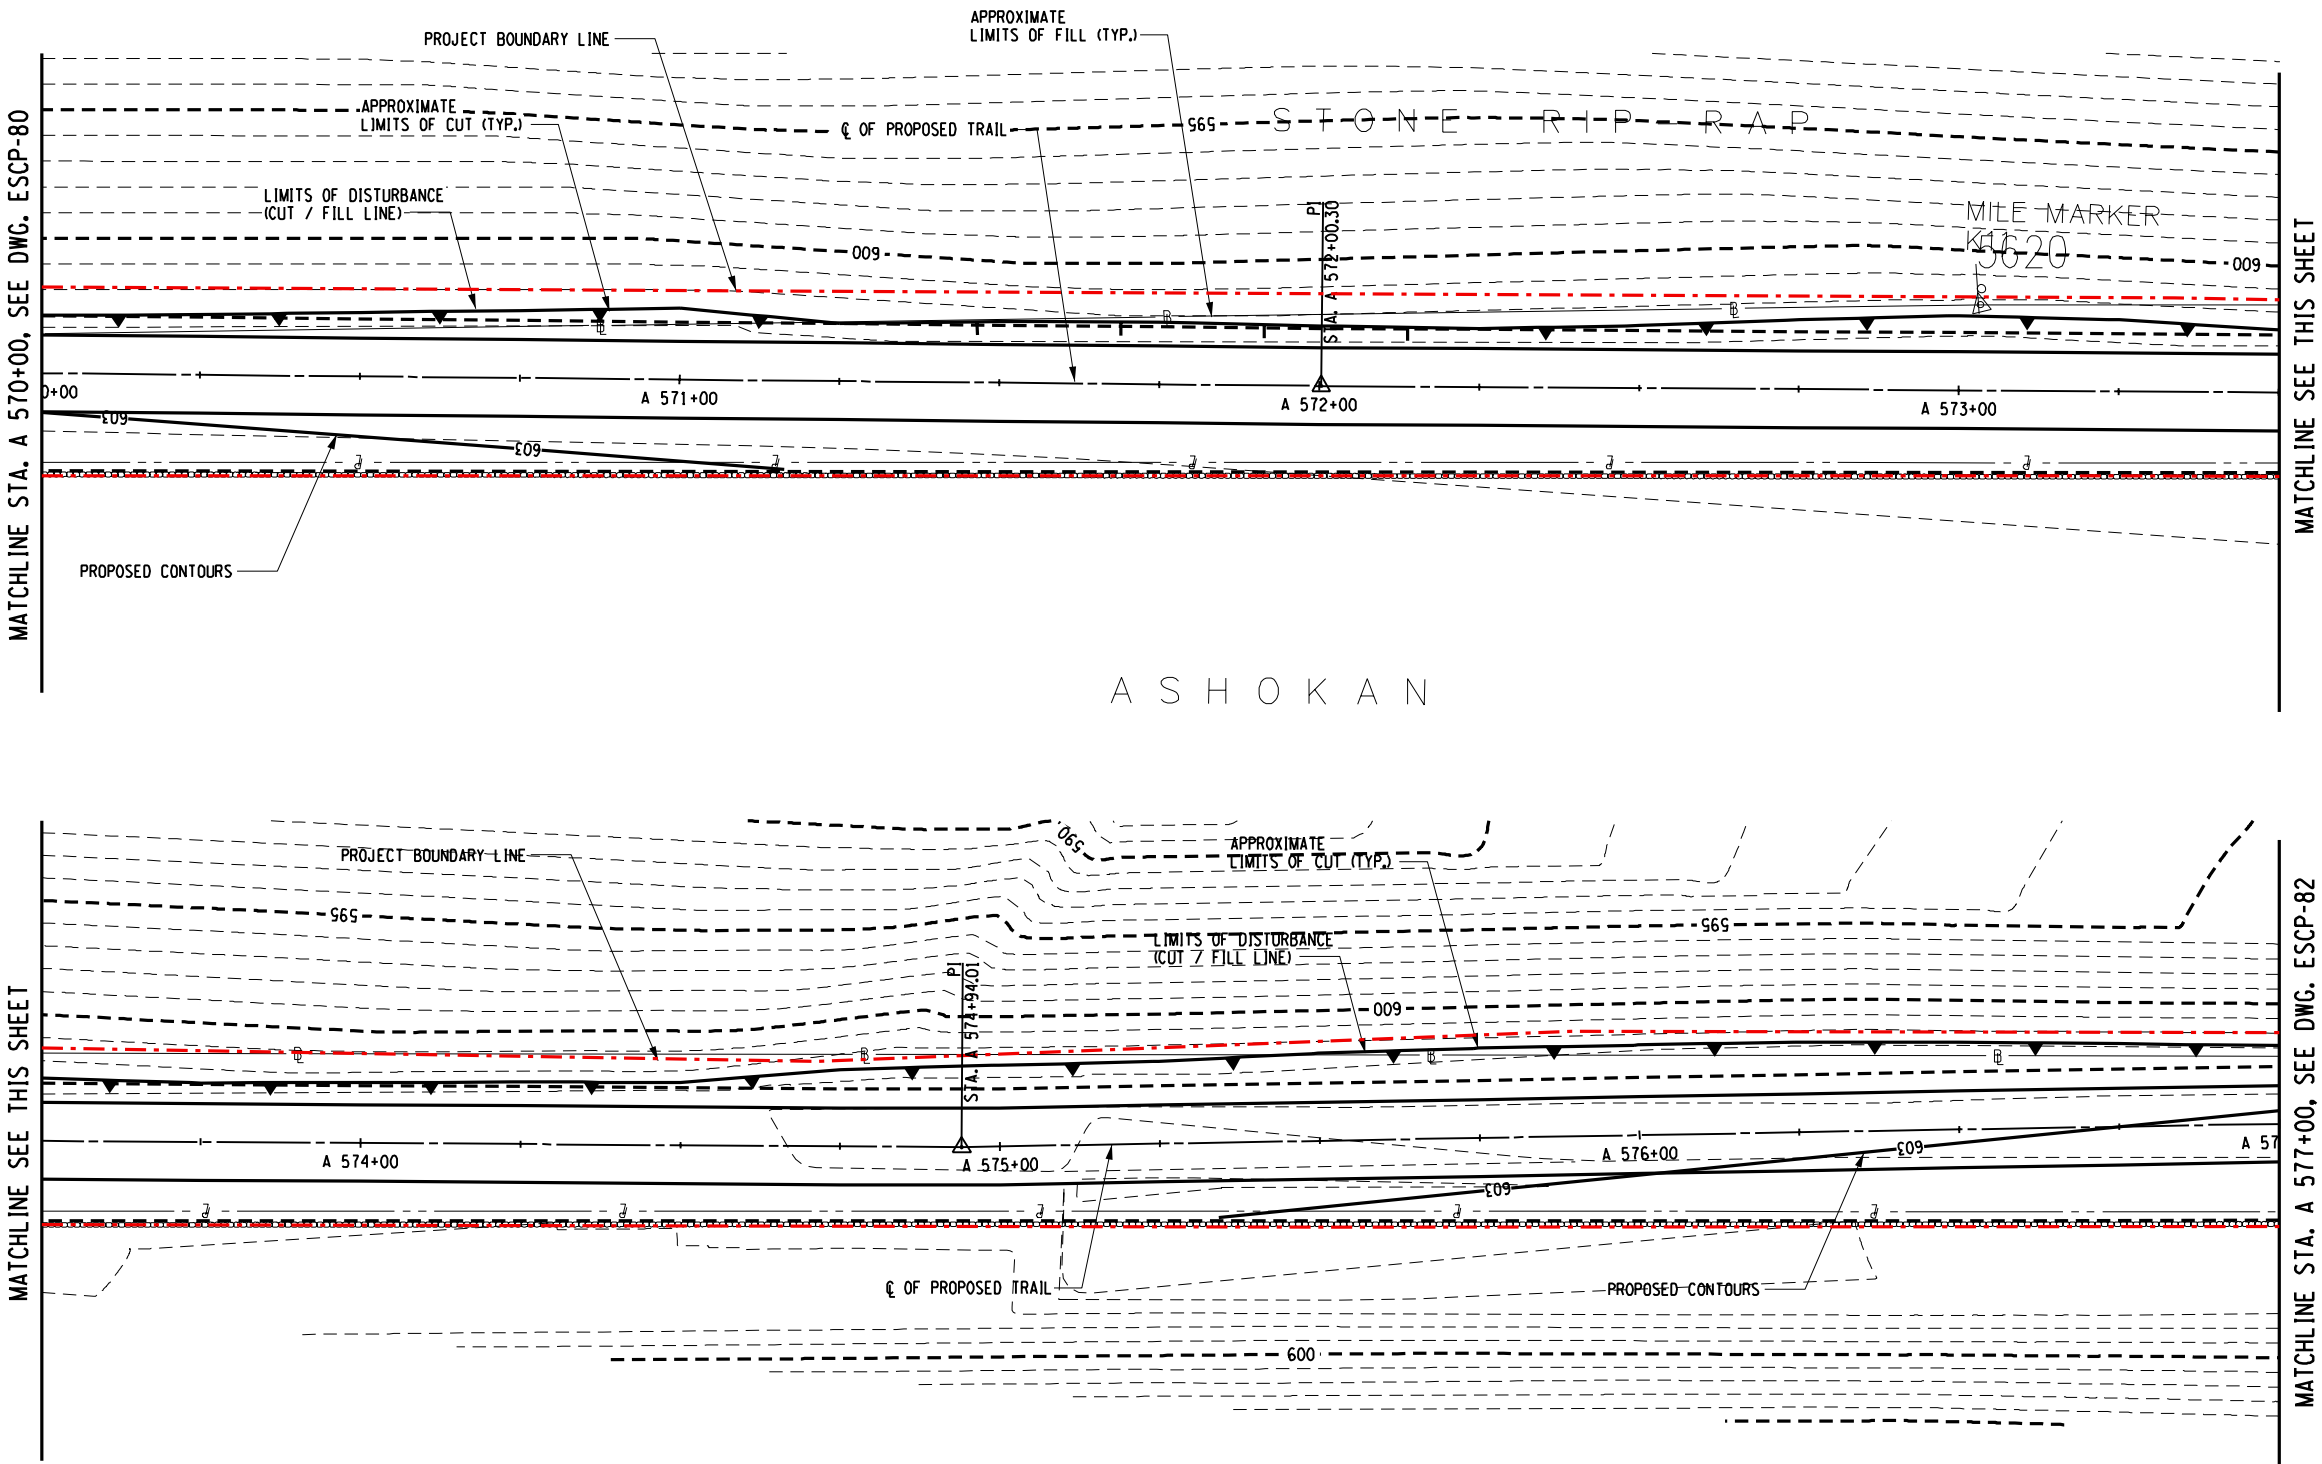 APPROXIMATE
LIMITS OF FILL (TYP.)
PROJECT BOUNDARY LINE
APPROXIMATE
LIMITS OF CUT (TYP.)
℄ OF PROPOSED TRAIL
595
STONE RIP RAP
LIMITS OF DISTURBANCE
(CUT / FILL LINE)
PI
STA. A 572+00.30
MILE MARKER
5620
600
600
MATCHLINE STA. A 570+00, SEE DWG. ESCP-80
MATCHLINE SEE THIS SHEET
0+00
A 571+00
A 572+00
A 573+00
603
603
PROPOSED CONTOURS
ASHOKAN
590
PROJECT BOUNDARY LINE
APPROXIMATE
LIMITS OF CUT (TYP.)
595
595
LIMITS OF DISTURBANCE
(CUT / FILL LINE)
PI
STA. A 574+94.01
600
MATCHLINE SEE THIS SHEET
MATCHLINE STA. A 577+00, SEE DWG. ESCP-82
A 574+00
A 575+00
A 576+00
A 57
603
603
℄ OF PROPOSED TRAIL
PROPOSED CONTOURS
600